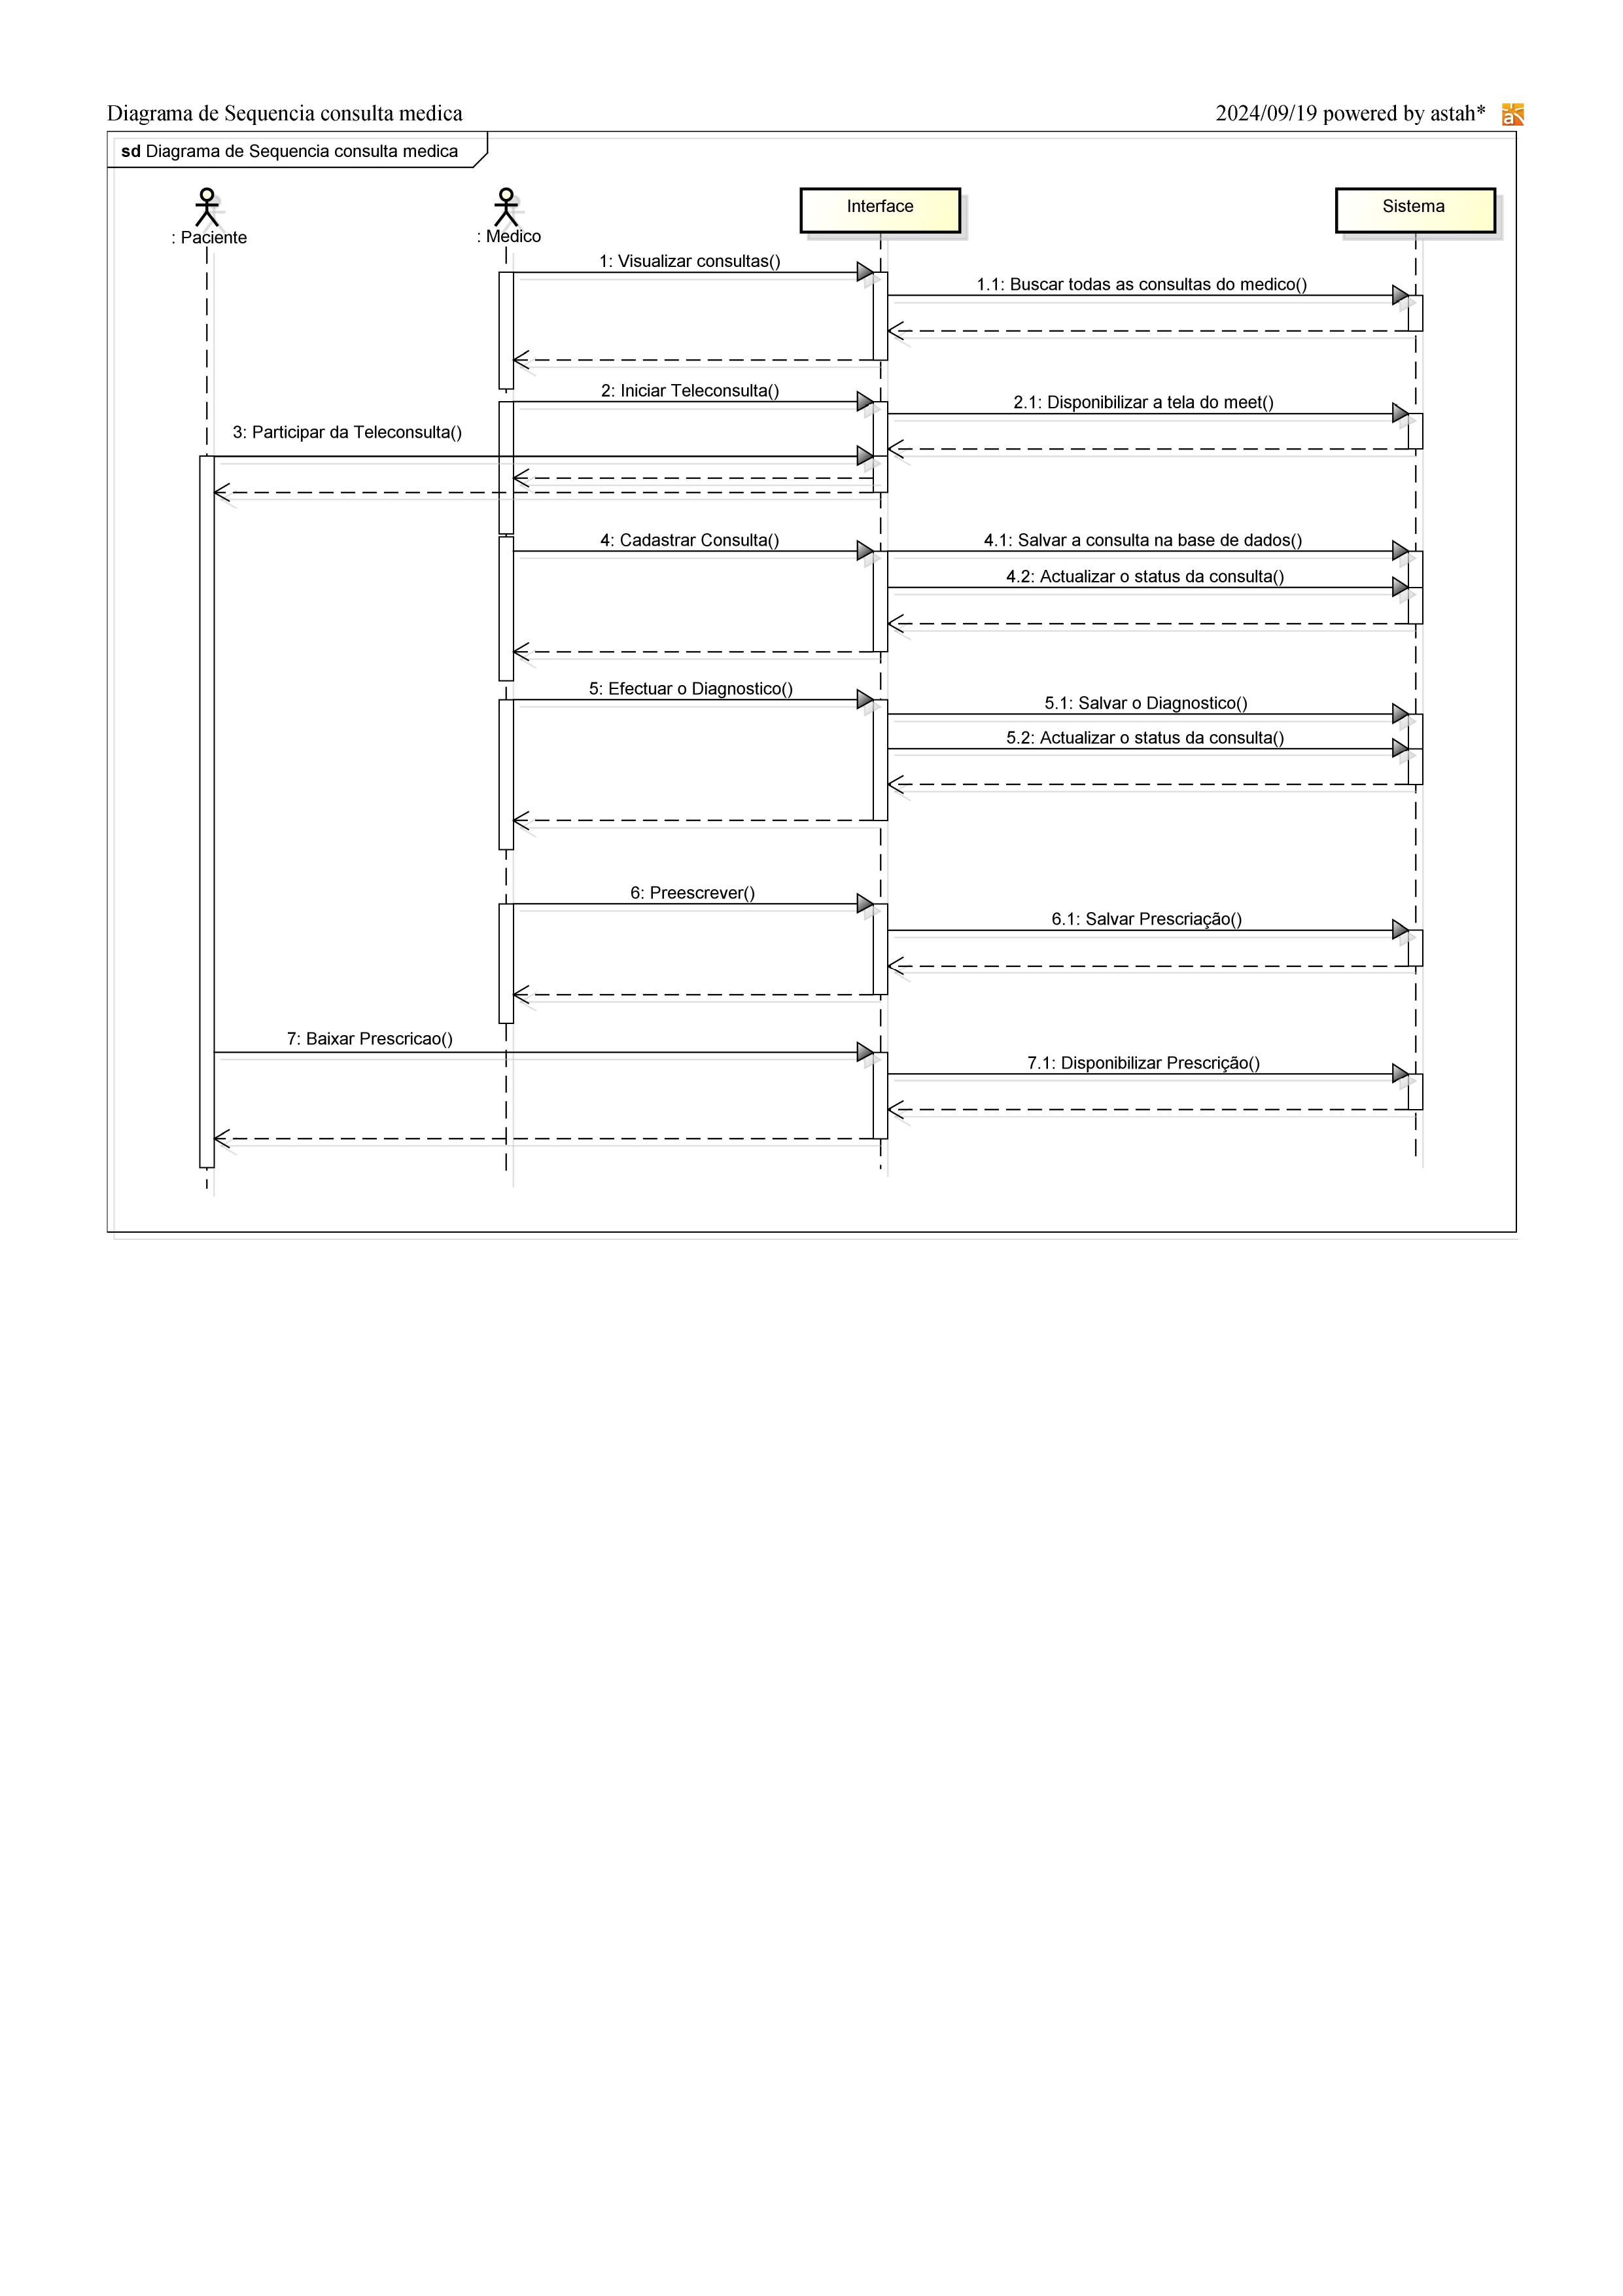 Diagrama de Sequencia consulta medica
2024/09/19 powered by astah*
sd Diagrama de Sequencia consulta medica
: Paciente
: Medico
Interface
Sistema
1: Visualizar consultas()
1.1: Buscar todas as consultas do medico()
2: Iniciar Teleconsulta()
2.1: Disponibilizar a tela do meet()
3: Participar da Teleconsulta()
4: Cadastrar Consulta()
4.1: Salvar a consulta na base de dados()
4.2: Actualizar o status da consulta()
5: Efectuar o Diagnostico()
5.1: Salvar o Diagnostico()
5.2: Actualizar o status da consulta()
6: Preescrever()
6.1: Salvar Prescriação()
7: Baixar Prescricao()
7.1: Disponibilizar Prescrição()